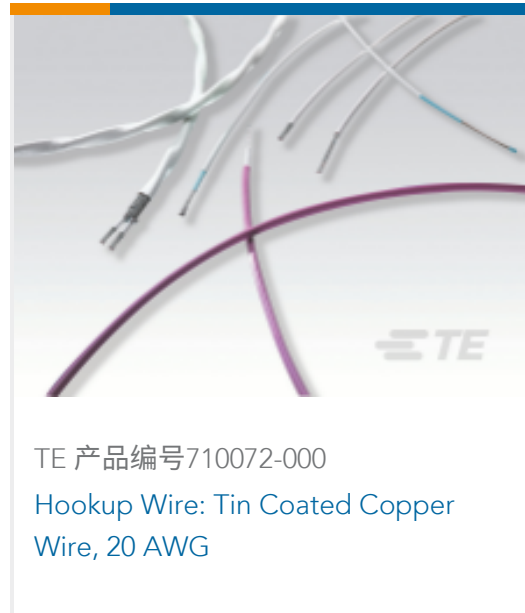 TE
TE 产品编号710072-000
Hookup Wire: Tin Coated Copper
Wire, 20 AWG